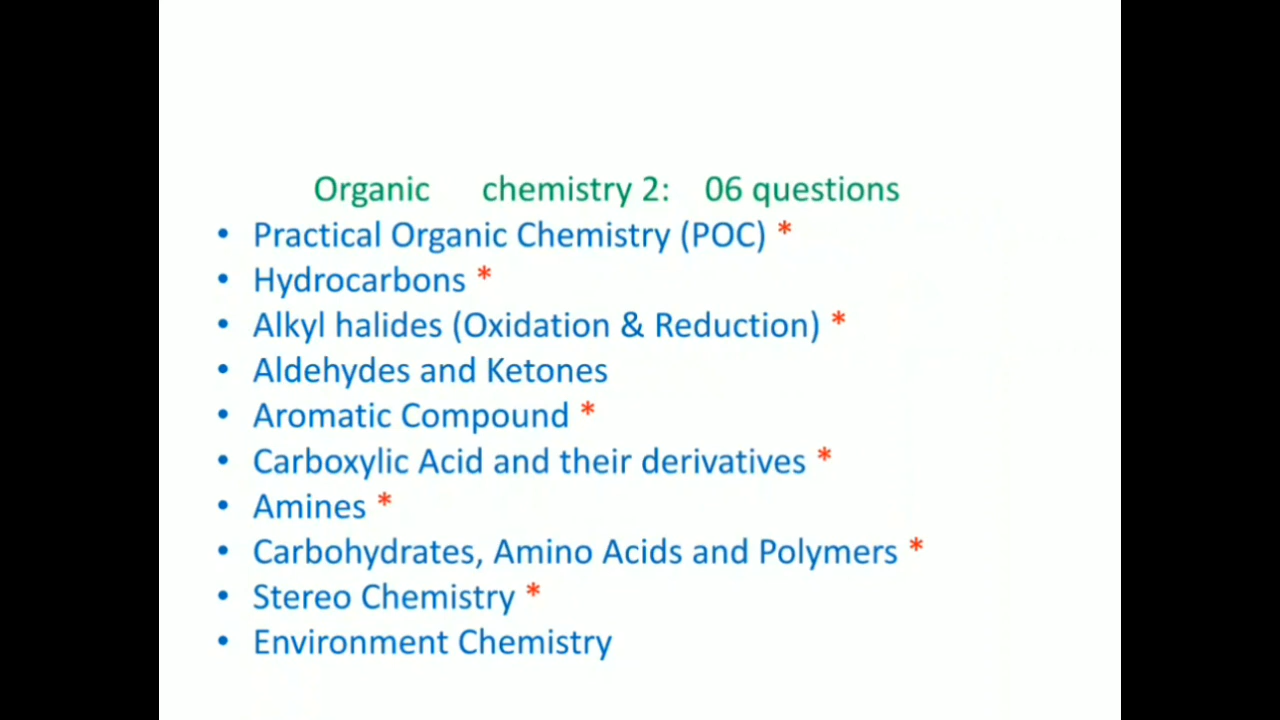 Organic chemistry 2: 06 questions
• Practical Organic Chemistry (POC) *
• Hydrocarbons *
• Alkyl halides (Oxidation & Reduction) *
• Aldehydes and Ketones
• Aromatic Compound *
• Carboxylic Acid and their derivatives *
• Amines *
• Carbohydrates, Amino Acids and Polymers *
• Stereo Chemistry *
• Environment Chemistry